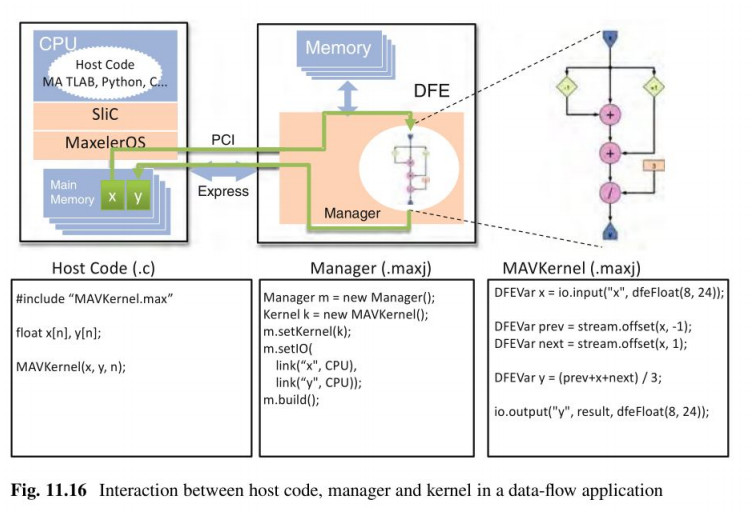 CPU
Host Code
MA TLAB, Python, C...
SliC
MaxelerOS
Main
Memory
x
y
PCI
Express
Memory
DFE
Manager
-1
+1
+
+
3
/
Host Code (.c)
#include “MAVKernel.max”
float x[n], y[n];
MAVKernel(x, y, n);
Manager (.maxj)
Manager m = new Manager();
Kernel k = new MAVKernel();
m.setKernel(k);
m.setIO(
link(“x", CPU),
link(“y", CPU));
m.build();
MAVKernel (.maxj)
DFEVar x = io.input("x", dfeFloat(8, 24));
DFEVar prev = stream.offset(x, -1);
DFEVar next = stream.offset(x, 1);
DFEVar y = (prev+x+next) / 3;
io.output("y", result, dfeFloat(8, 24));
Fig. 11.16 Interaction between host code, manager and kernel in a data-flow application